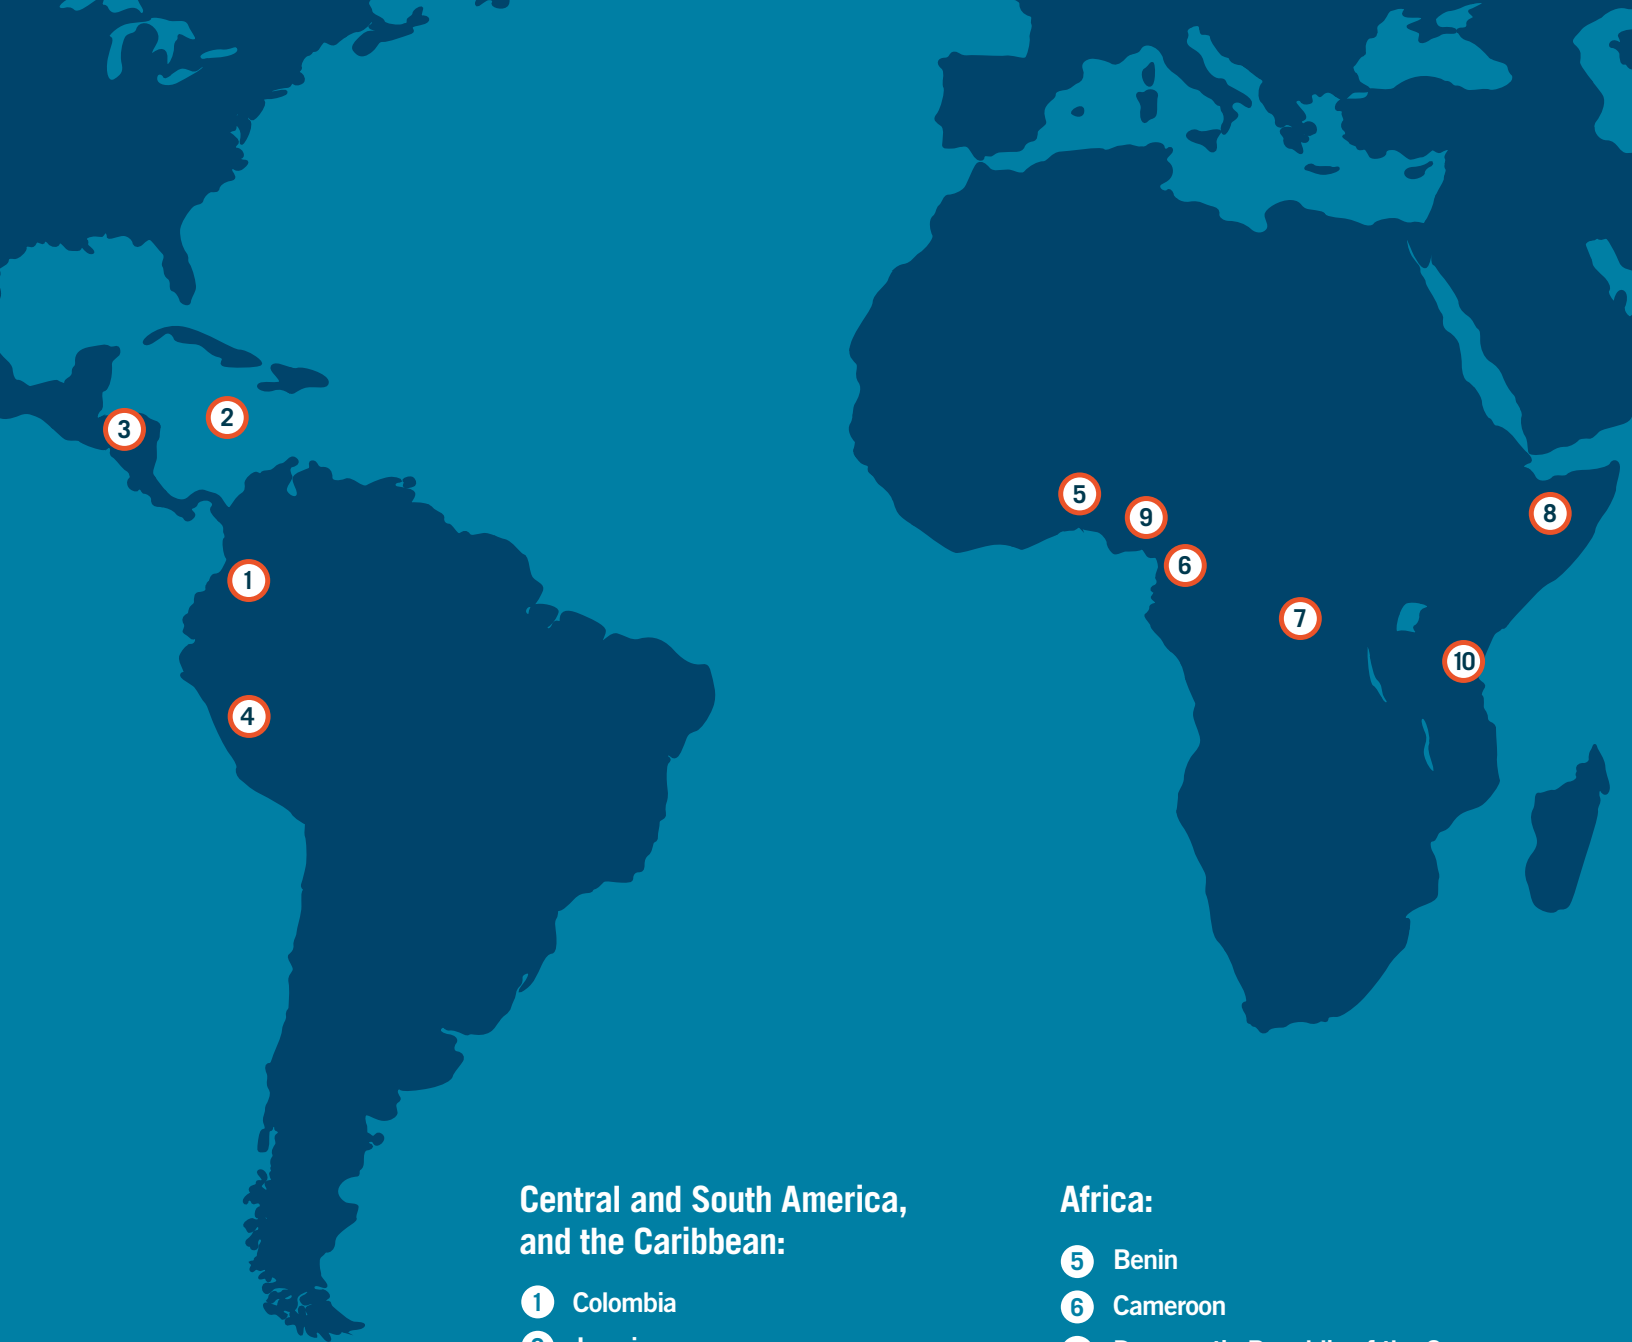 2
3
5
9
8
6
1
7
10
4
Central and South America,
and the Caribbean:
1 Colombia
Africa:
5 Benin
6 Cameroon